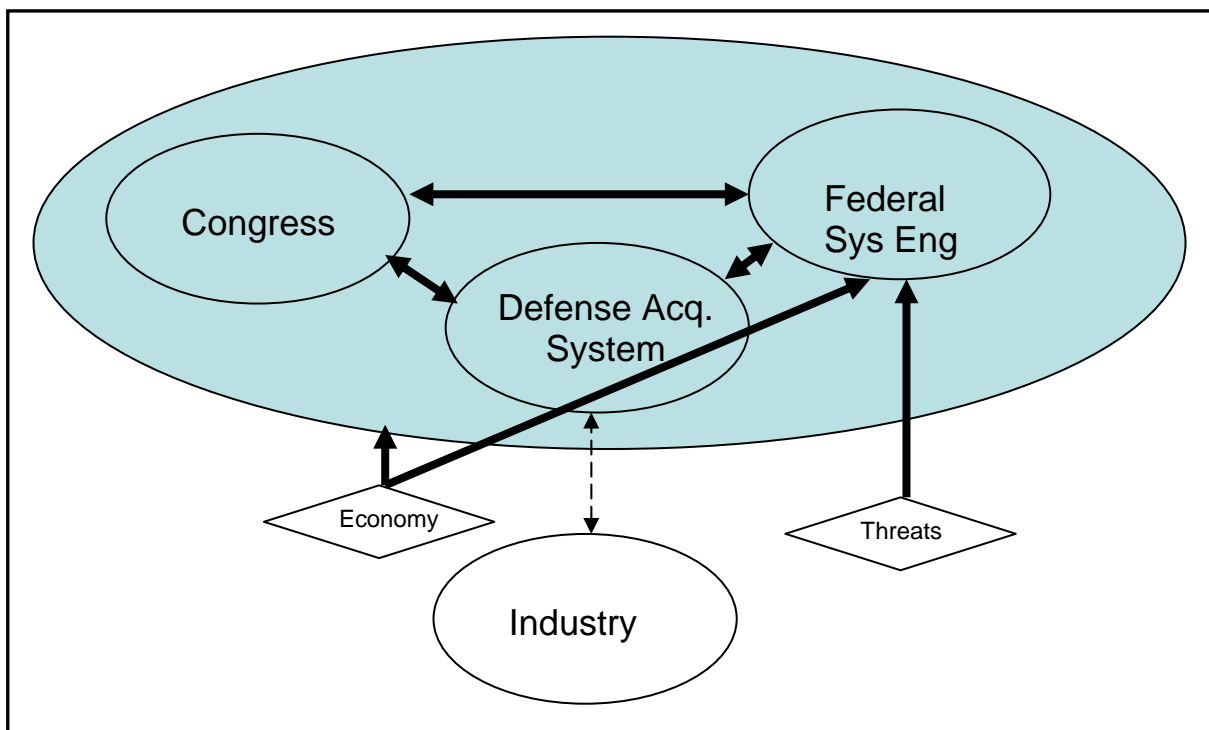 Congress
Federal
Sys Eng
Defense Acq.
System
Economy
Threats
Industry